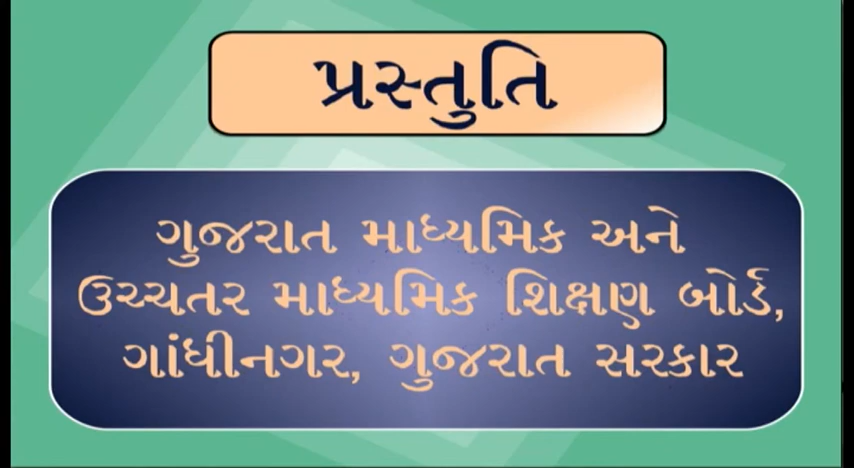 પ્રસ્તુતિ
ગુજરાત માધ્યમિક અને
ઉચ્ચતર માધ્યમિક શિક્ષણ બોર્ડ,
ગાંધીનગર, ગુજરાત સરકાર